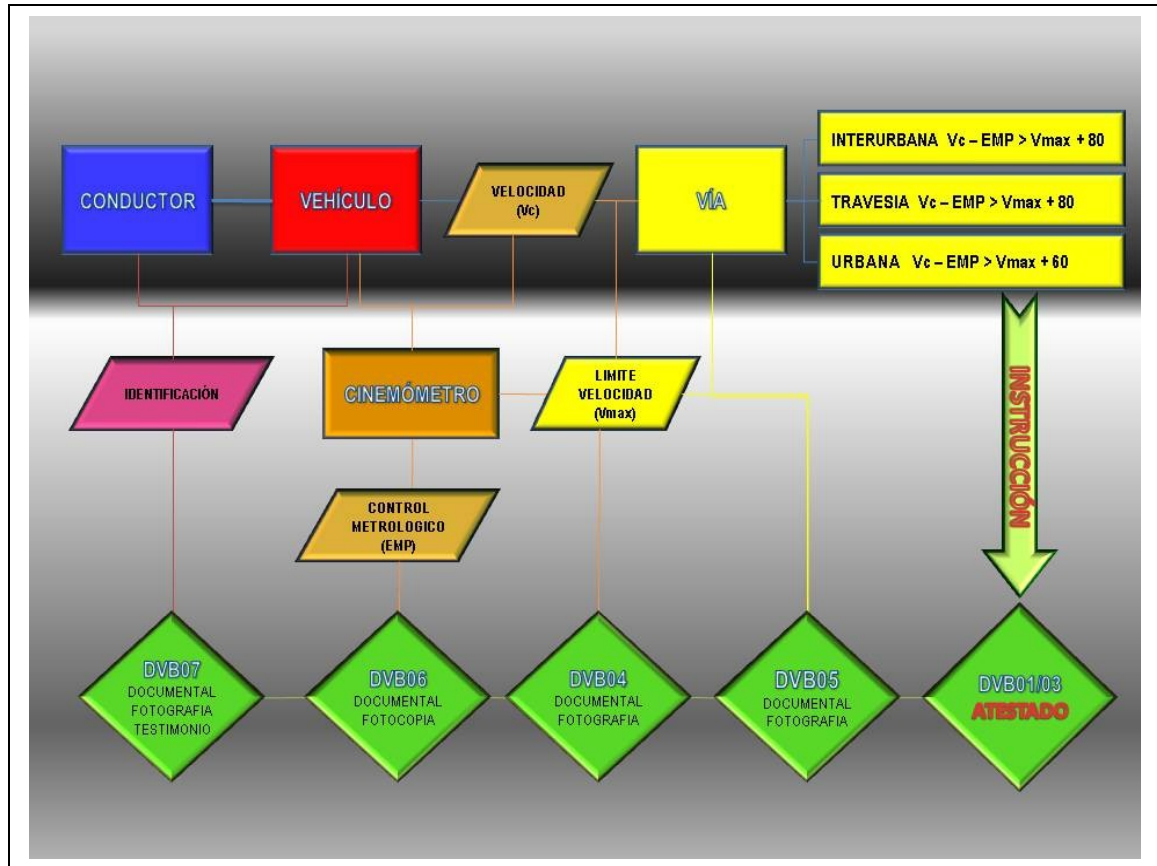 CONDUCTOR
VEHÍCULO
VELOCIDAD
(Vc)
VÍA
INTERURBANA Vc – EMP > Vmax + 80
TRAVESIA Vc – EMP > Vmax + 80
URBANA Vc – EMP > Vmax + 60
IDENTIFICACIÓN
CINEMÓMETRO
LIMITE
VELOCIDAD
(Vmax)
INSTRUCCIÓN
CONTROL
METROLOGICO
(EMP)
DVB07
DOCUMENTAL
FOTOGRAFIA
TESTIMONIO
DVB06
DOCUMENTAL
FOTOCOPIA
DVB04
DOCUMENTAL
FOTOGRAFIA
DVB05
DOCUMENTAL
FOTOGRAFIA
DVB01/03
ATESTADO